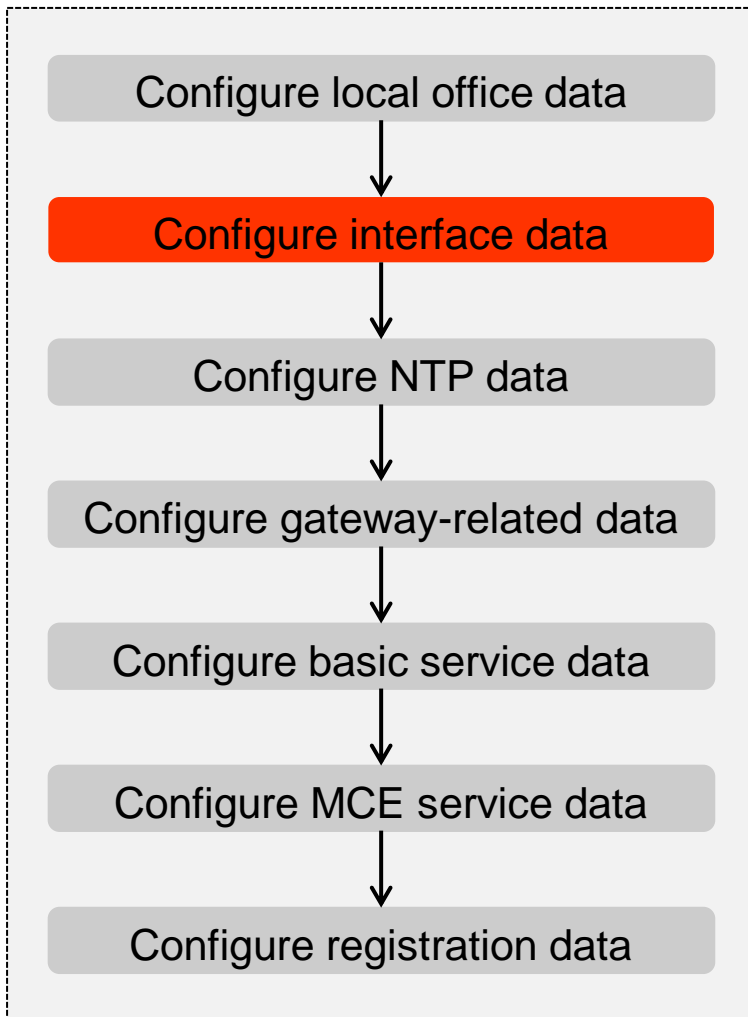 Configure local office data
Configure interface data
Configure NTP data
Configure gateway-related data
Configure basic service data
Configure MCE service data
Configure registration data